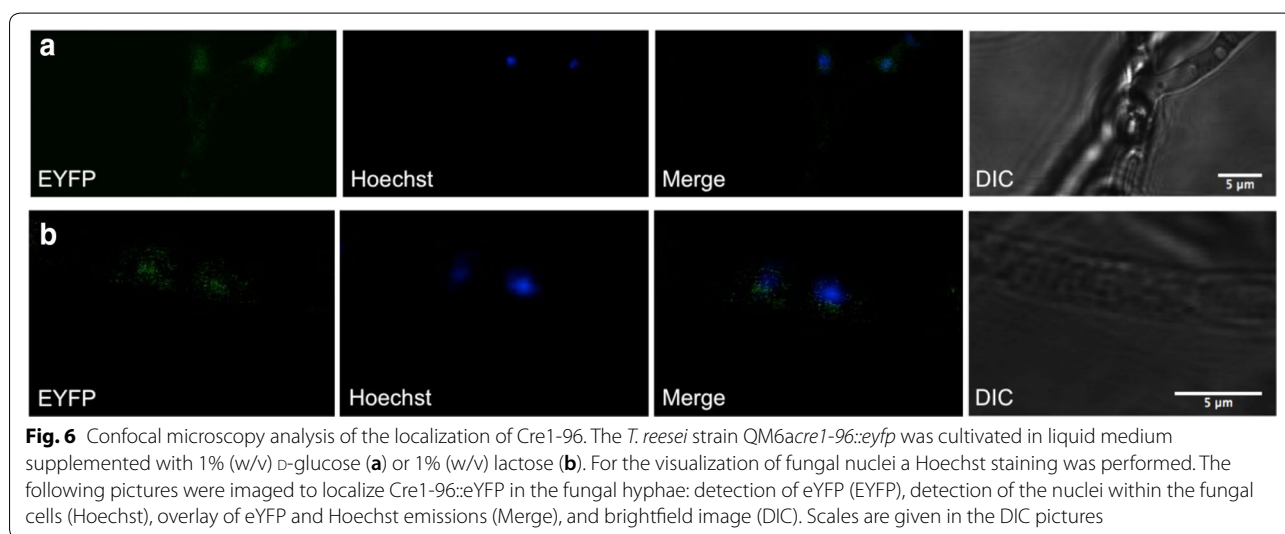 a
EYFP Hoechst Merge DIC 5 µm
b
EYFP Hoechst Merge DIC 5 µm
Fig. 6 Confocal microscopy analysis of the localization of Cre1-96. The T. reesei strain QM6acre1-96::eyfp was cultivated in liquid medium
supplemented with 1% (w/v) D-glucose (a) or 1% (w/v) lactose (b). For the visualization of fungal nuclei a Hoechst staining was performed. The
following pictures were imaged to localize Cre1-96::eYFP in the fungal hyphae: detection of eYFP (EYFP), detection of the nuclei within the fungal
cells (Hoechst), overlay of eYFP and Hoechst emissions (Merge), and brightfield image (DIC). Scales are given in the DIC pictures